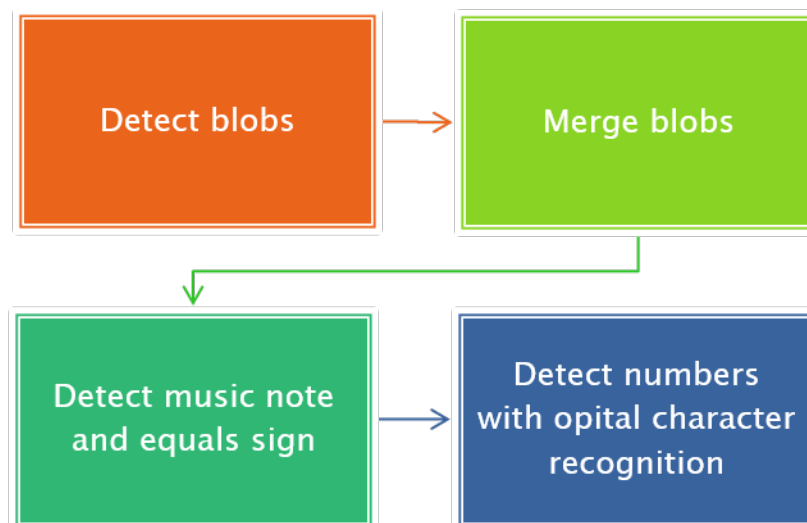 Detect blobs
Merge blobs
Detect music note
and equals sign
Detect numbers
with opital character
recognition